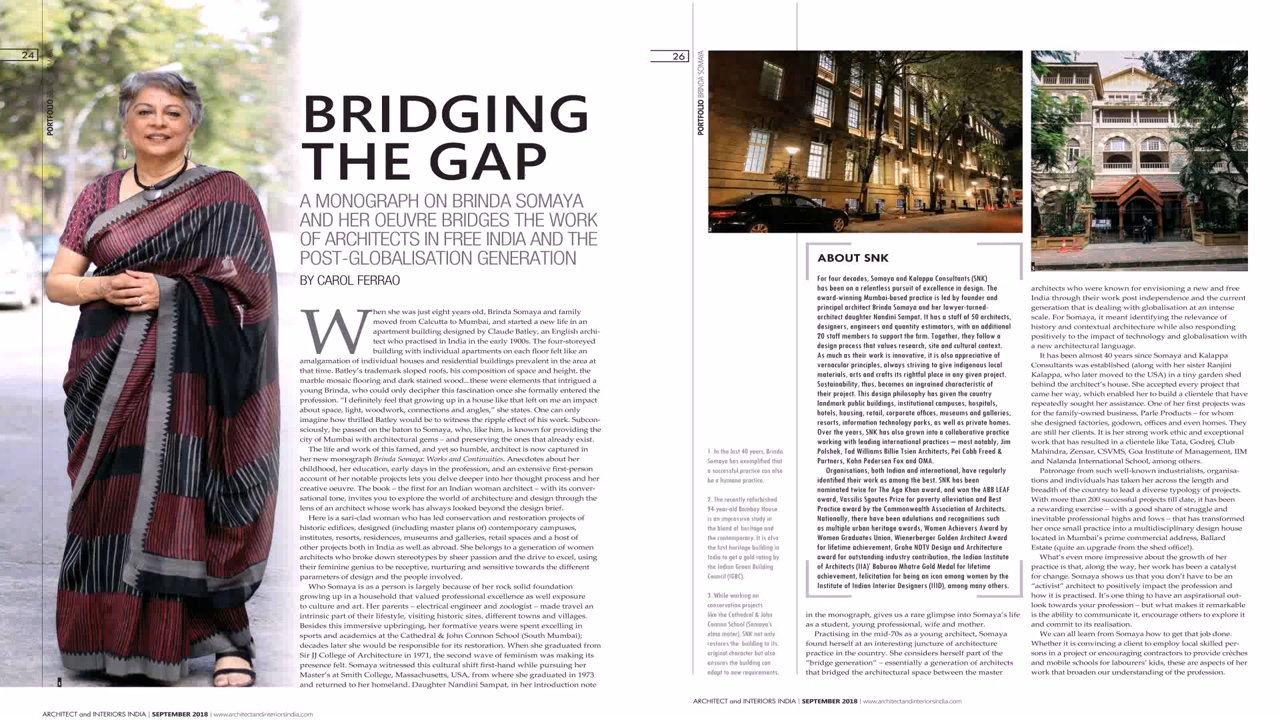 24
PORTFOLIO BRINDA SOMAYA
BRIDGING
THE GAP
A MONOGRAPH ON BRINDA SOMAYA
AND HER OEUVRE BRIDGES THE WORK
OF ARCHITECTS IN FREE INDIA AND THE
POST-GLOBALISATION GENERATION
BY CAROL FERRAO
When she was just eight years old, Brinda Somaya and family
moved from Calcutta to Mumbai, and started a new life in an
apartment building designed by Claude Batley, an English archi-
tect who practised in India in the early 1900s. The four-storeyed
building with individual apartments on each floor felt like an
amalgamation of individual houses and residential buildings prevalent in the area at
that time. Batley's trademark sloped roofs, his composition of space and height, the
marble mosaic flooring and dark stained wood...these were elements that intrigued a
young Brinda, who could only decipher this fascination once she formally entered the
profession. "I definitely feel that growing up in a house like that left on me an impact
about space, light, woodwork, connections and angles," she states. One can only
imagine how thrilled Batley would be to witness the ripple effect of his work. Subcon-
sciously, he passed on the baton to Somaya, who, like him, is known for providing the
city of Mumbai with architectural gems – and preserving the ones that already exist.
The life and work of this famed, and yet so humble, architect is now captured in
her new monograph Brinda Somaya: Works and Continuities. Anecdotes about her
childhood, her education, early days in the profession, and an extensive first-person
account of her notable projects lets you delve deeper into her thought process and her
creative oeuvre. The book – the first for an Indian woman architect – with its conver-
sational tone, invites you to explore the world of architecture and design through the
lens of an architect whose work has always looked beyond the design brief.
Here is a sari-clad woman who has led conservation and restoration projects of
historic edifices, designed (including master plans of) contemporary campuses,
institutes, resorts, residences, museums and galleries, retail spaces and a host of
other projects both in India as well as abroad. She belongs to a generation of women
architects who broke down stereotypes by sheer passion and the drive to excel, using
their feminine genius to be receptive, nurturing and sensitive towards the different
parameters of design and the people involved.
Who Somaya is as a person is largely because of her rock solid foundation
growing up in a household that valued professional excellence as well exposure
to culture and art. Her parents – electrical engineer and zoologist – made travel an
intrinsic part of their lifestyle, visiting historic sites, different towns and villages.
Besides this immersive upbringing, her formative years were spent excelling in
sports and academics at the Cathedral & John Connon School (South Mumbai);
decades later she would be responsible for its restoration. When she graduated from
Sir JJ College of Architecture in 1971, the second wave of feminism was making its
presence felt. Somaya witnessed this cultural shift first-hand while pursuing her
Master's at Smith College, Massachusetts, USA, from where she graduated in 1973
and returned to her homeland. Daughter Nandini Sampat, in her introduction note
1
ARCHITECT and INTERIORS INDIA | SEPTEMBER 2018 | www.architectandinteriorsindia.com
26
PORTFOLIO BRINDA SOMAYA
2
3
1. In the last 40 years, Brinda
Somaya has exemplified that
a successful practice can also
be a humane practice.
2. The recently refurbished
94-year-old Bombay House
is an impressive study in
the blend of heritage and
the contemporary. It is also
the first heritage building in
India to get a gold rating by
the Indian Green Building
Council (IGBC).
3. While working on
conservation projects
like the Cathedral & John
Connon School (Somaya's
alma mater), SNK not only
restores the building to its
original character but also
ensures the building can
adapt to new requirements.
ABOUT SNK
For four decades, Somaya and Kalappa Consultants (SNK)
has been on a relentless pursuit of excellence in design. The
award-winning Mumbai-based practice is led by founder and
principal architect Brinda Somaya and her lawyer-turned-
architect daughter Nandini Sampat. It has a staff of 50 architects,
designers, engineers and quantity estimators, with an additional
20 staff members to support the firm. Together, they follow a
design process that values research, site and cultural context.
As much as their work is innovative, it is also appreciative of
vernacular principles, always striving to give indigenous local
materials, arts and crafts its rightful place in any given project.
Sustainability, thus, becomes an ingrained characteristic of
their project. This design philosophy has given the country
landmark public buildings, institutional campuses, hospitals,
hotels, housing, retail, corporate offices, museums and galleries,
resorts, information technology parks, as well as private homes.
Over the years, SNK has also grown into a collaborative practice
working with leading international practices – most notably, Jim
Polshek, Tod Williams Billie Tsien Architects, Pei Cobb Freed &
Partners, Kohn Pedersen Fox and OMA.
Organisations, both Indian and international, have regularly
identified their work as among the best. SNK has been
nominated twice for The Aga Khan award, and won the ABB LEAF
award, Vassilis Sgoutas Prize for poverty alleviation and Best
Practice award by the Commonwealth Association of Architects.
Nationally, there have been adulations and recognitions such
as multiple urban heritage awards, Women Achievers Award by
Women Graduates Union, Wienerberger Golden Architect Award
for lifetime achievement, Grohe NDTV Design and Architecture
award for outstanding industry contribution, the Indian Institute
of Architects (IIA)' Baburao Mhatre Gold Medal for lifetime
achievement, felicitation for being an icon among women by the
Institute of Indian Interior Designers (IIID), among many others.
in the monograph, gives us a rare glimpse into Somaya's life
as a student, young professional, wife and mother.
Practising in the mid-70s as a young architect, Somaya
found herself at an interesting juncture of architecture
practice in the country. She considers herself part of the
"bridge generation" – essentially a generation of architects
that bridged the architectural space between the master
architects who were known for envisioning a new and free
India through their work post independence and the current
generation that is dealing with globalisation at an intense
scale. For Somaya, it meant identifying the relevance of
history and contextual architecture while also responding
positively to the impact of technology and globalisation with
a new architectural language.
It has been almost 40 years since Somaya and Kalappa
Consultants was established (along with her sister Ranjini
Kalappa, who later moved to the USA) in a tiny garden shed
behind the architect's house. She accepted every project that
came her way, which enabled her to build a clientele that have
repeatedly sought her assistance. One of her first projects was
for the family-owned business, Parle Products – for whom
she designed factories, godown, offices and even homes. They
are still her clients. It is her strong work ethic and exceptional
work that has resulted in a clientele like Tata, Godrej, Club
Mahindra, Zensar, CSVMS, Goa Institute of Management, IIM
and Nalanda International School, among others.
Patronage from such well-known industrialists, organisa-
tions and individuals has taken her across the length and
breadth of the country to lead a diverse typology of projects.
With more than 200 successful projects till date, it has been
a rewarding exercise – with a good share of struggle and
inevitable professional highs and lows – that has transformed
her once small practice into a multidisciplinary design house
located in Mumbai's prime commercial address, Ballard
Estate (quite an upgrade from the shed office!).
What's even more impressive about the growth of her
practice is that, along the way, her work has been a catalyst
for change. Somaya shows us that you don't have to be an
"activist" architect to positively impact the profession and
how it is practised. It's one thing to have an aspirational out-
look towards your profession – but what makes it remarkable
is the ability to communicate it, encourage others to explore it
and commit to its realisation.
We can all learn from Somaya how to get that job done.
Whether it is convincing a client to employ local skilled per-
sons in a project or encouraging contractors to provide crèches
and mobile schools for labourers' kids, these are aspects of her
work that broaden our understanding of the profession.
ARCHITECT and INTERIORS INDIA | SEPTEMBER 2018 | www.architectandinteriorsindia.com